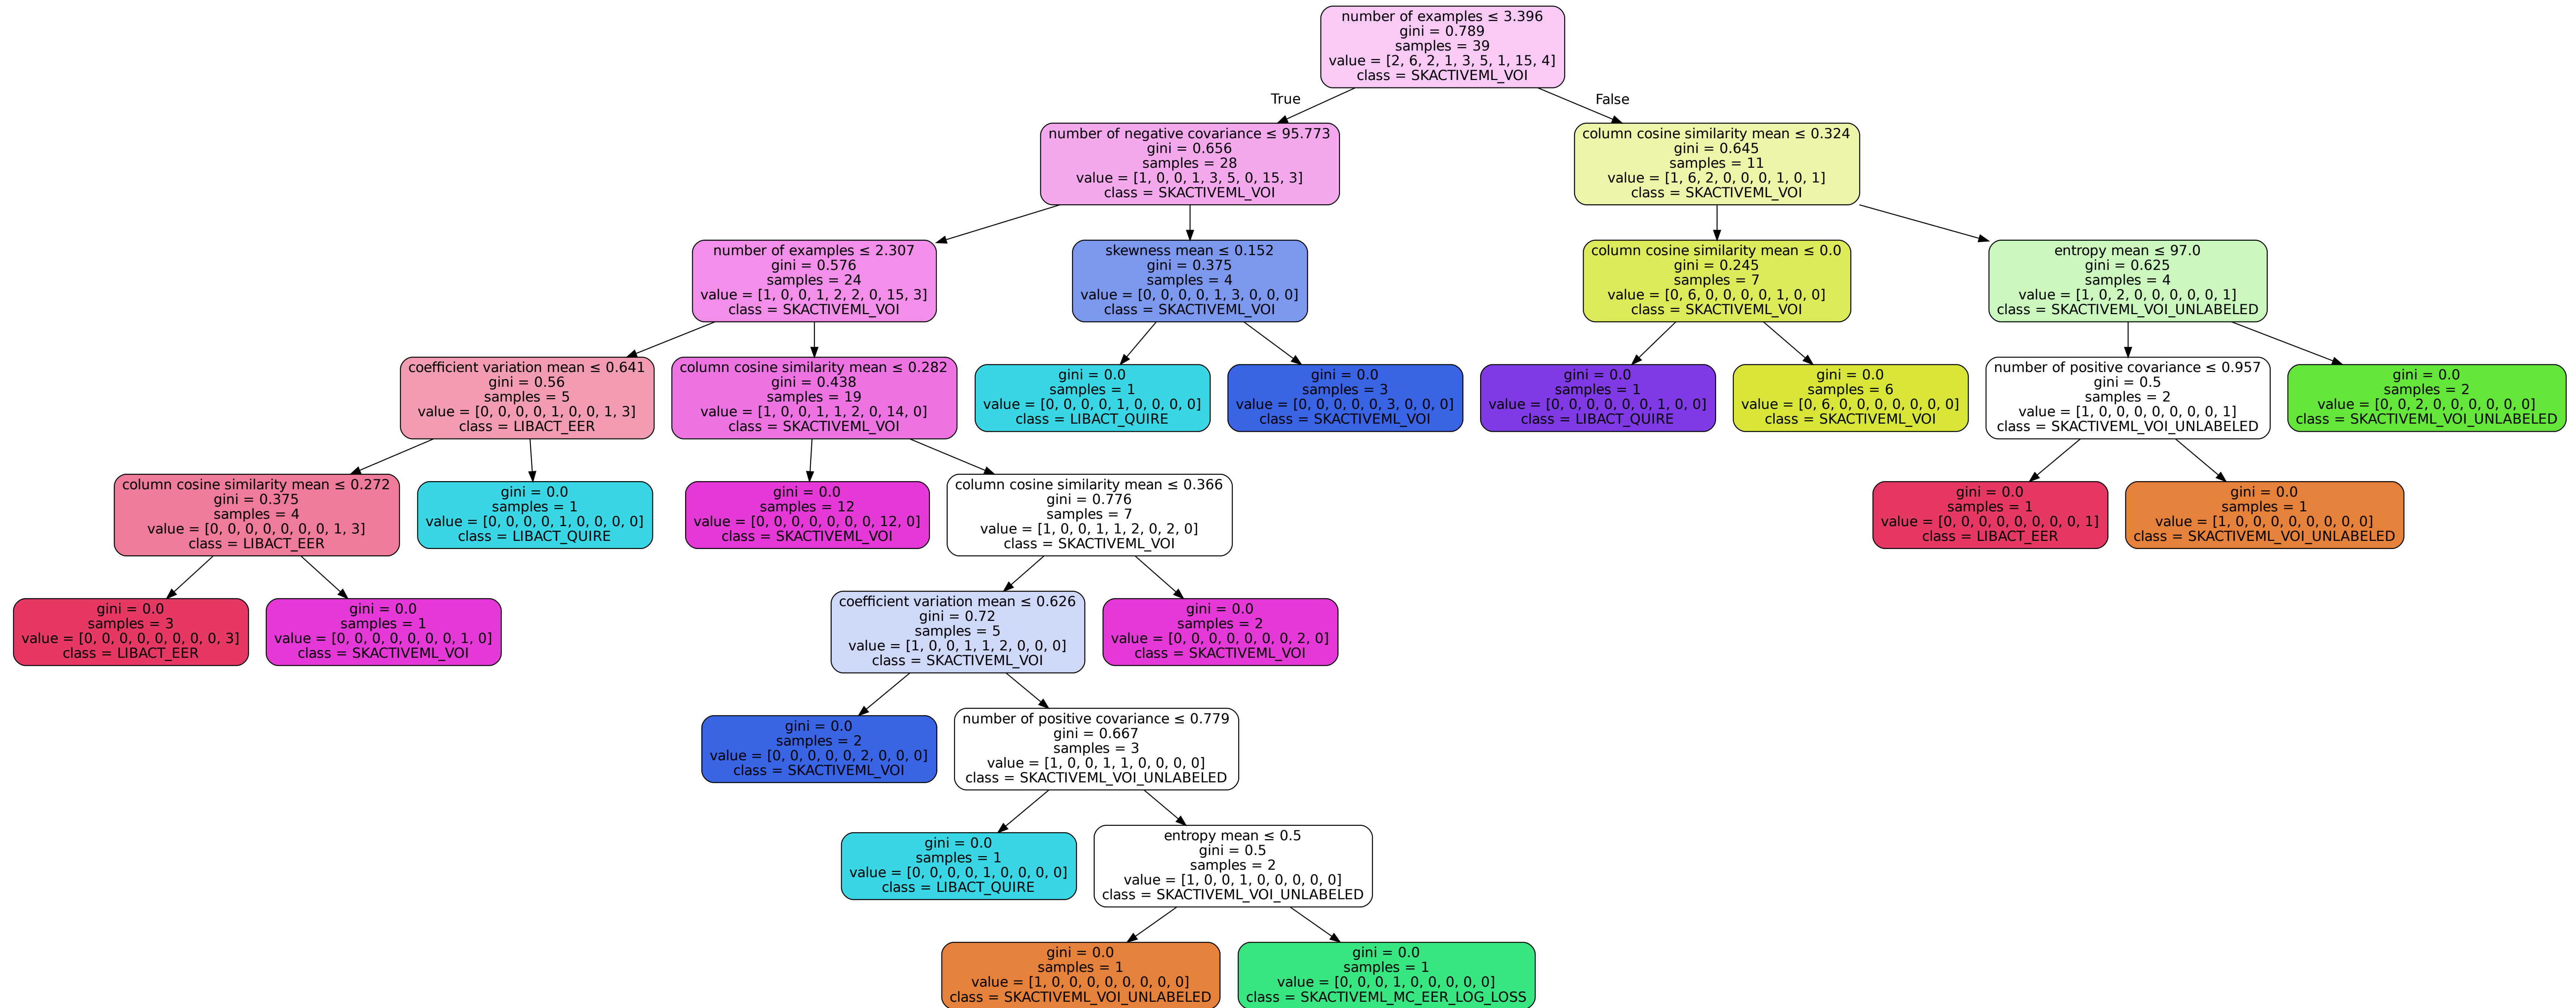 number of examples ≤ 3.396
gini = 0.789
samples = 39
value = [2, 6, 2, 1, 3, 5, 1, 15, 4]
class = SKACTIVEML_VOI
True
False
number of negative covariance ≤ 95.773
gini = 0.656
samples = 28
value = [1, 0, 0, 1, 3, 5, 0, 15, 3]
class = SKACTIVEML_VOI
column cosine similarity mean ≤ 0.324
gini = 0.645
samples = 11
value = [1, 6, 2, 0, 0, 0, 1, 0, 1]
class = SKACTIVEML_VOI
number of examples ≤ 2.307
gini = 0.576
samples = 24
value = [1, 0, 0, 1, 2, 2, 0, 15, 3]
class = SKACTIVEML_VOI
skewness mean ≤ 0.152
gini = 0.375
samples = 4
value = [0, 0, 0, 0, 1, 3, 0, 0, 0]
class = SKACTIVEML_VOI
column cosine similarity mean ≤ 0.0
gini = 0.245
samples = 7
value = [0, 6, 0, 0, 0, 0, 1, 0, 0]
class = SKACTIVEML_VOI
entropy mean ≤ 97.0
gini = 0.625
samples = 4
value = [1, 0, 2, 0, 0, 0, 0, 0, 1]
class = SKACTIVEML_VOI_UNLABELED
coefficient variation mean ≤ 0.641
gini = 0.56
samples = 5
value = [0, 0, 0, 0, 1, 0, 0, 1, 3]
class = LIBACT_EER
column cosine similarity mean ≤ 0.282
gini = 0.438
samples = 19
value = [1, 0, 0, 1, 1, 2, 0, 14, 0]
class = SKACTIVEML_VOI
gini = 0.0
samples = 1
value = [0, 0, 0, 0, 1, 0, 0, 0, 0]
class = LIBACT_QUIRE
gini = 0.0
samples = 3
value = [0, 0, 0, 0, 0, 3, 0, 0, 0]
class = SKACTIVEML_VOI
gini = 0.0
samples = 1
value = [0, 0, 0, 0, 0, 0, 1, 0, 0]
class = LIBACT_QUIRE
gini = 0.0
samples = 6
value = [0, 6, 0, 0, 0, 0, 0, 0, 0]
class = SKACTIVEML_VOI
number of positive covariance ≤ 0.957
gini = 0.5
samples = 2
value = [1, 0, 0, 0, 0, 0, 0, 0, 1]
class = SKACTIVEML_VOI_UNLABELED
gini = 0.0
samples = 2
value = [0, 0, 2, 0, 0, 0, 0, 0, 0]
class = SKACTIVEML_VOI_UNLABELED
column cosine similarity mean ≤ 0.272
gini = 0.375
samples = 4
value = [0, 0, 0, 0, 0, 0, 0, 1, 3]
class = LIBACT_EER
gini = 0.0
samples = 1
value = [0, 0, 0, 0, 1, 0, 0, 0, 0]
class = LIBACT_QUIRE
gini = 0.0
samples = 12
value = [0, 0, 0, 0, 0, 0, 0, 12, 0]
class = SKACTIVEML_VOI
column cosine similarity mean ≤ 0.366
gini = 0.776
samples = 7
value = [1, 0, 0, 1, 1, 2, 0, 2, 0]
class = SKACTIVEML_VOI
gini = 0.0
samples = 1
value = [0, 0, 0, 0, 0, 0, 0, 0, 1]
class = LIBACT_EER
gini = 0.0
samples = 1
value = [1, 0, 0, 0, 0, 0, 0, 0, 0]
class = SKACTIVEML_VOI_UNLABELED
gini = 0.0
samples = 3
value = [0, 0, 0, 0, 0, 0, 0, 0, 3]
class = LIBACT_EER
gini = 0.0
samples = 1
value = [0, 0, 0, 0, 0, 0, 0, 1, 0]
class = SKACTIVEML_VOI
coefficient variation mean ≤ 0.626
gini = 0.72
samples = 5
value = [1, 0, 0, 1, 1, 2, 0, 0, 0]
class = SKACTIVEML_VOI
gini = 0.0
samples = 2
value = [0, 0, 0, 0, 0, 0, 0, 2, 0]
class = SKACTIVEML_VOI
gini = 0.0
samples = 2
value = [0, 0, 0, 0, 0, 2, 0, 0, 0]
class = SKACTIVEML_VOI
number of positive covariance ≤ 0.779
gini = 0.667
samples = 3
value = [1, 0, 0, 1, 1, 0, 0, 0, 0]
class = SKACTIVEML_VOI_UNLABELED
gini = 0.0
samples = 1
value = [0, 0, 0, 0, 1, 0, 0, 0, 0]
class = LIBACT_QUIRE
entropy mean ≤ 0.5
gini = 0.5
samples = 2
value = [1, 0, 0, 1, 0, 0, 0, 0, 0]
class = SKACTIVEML_VOI_UNLABELED
gini = 0.0
samples = 1
value = [1, 0, 0, 0, 0, 0, 0, 0, 0]
class = SKACTIVEML_VOI_UNLABELED
gini = 0.0
samples = 1
value = [0, 0, 0, 1, 0, 0, 0, 0, 0]
class = SKACTIVEML_MC_EER_LOG_LOSS